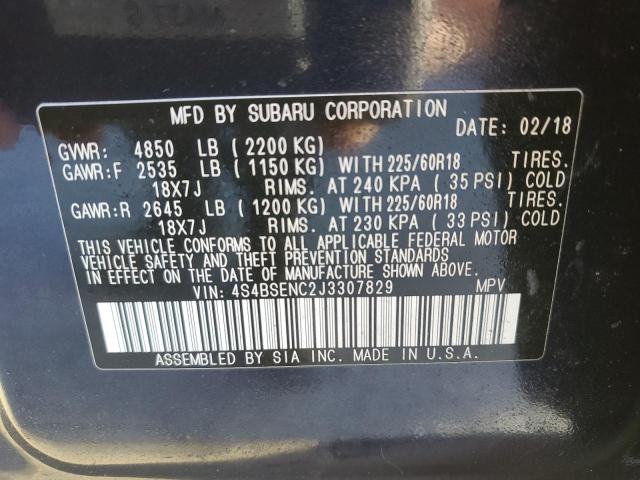 MFD BY SUBARU CORPORATION
DATE: 02/18
GVWR: 4850 LB (2200 KG)
GAWR:F 2535 LB (1150 KG) WITH 225/60R18 TIRES.
18X7J RIMS. AT 240 KPA (35 PSI) COLD
GAWR:R 2645 LB (1200 KG) WITH 225/60R18 TIRES.
18X7J RIMS. AT 230 KPA (33 PSI) COLD
THIS VEHICLE CONFORMS TO ALL APPLICABLE FEDERAL MOTOR
VEHICLE SAFETY AND THEFT PREVENTION STANDARDS
IN EFFECT ON THE DATE OF MANUFACTURE SHOWN ABOVE.
VIN: 4S4BSENC2J3307829 MPV
ASSEMBLED BY SIA INC. MADE IN U.S.A.